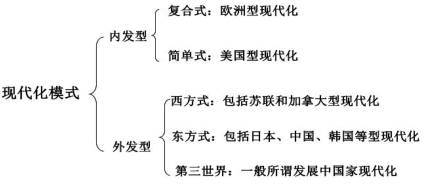 复合式：欧洲型现代化
内发型
简单式：美国型现代化
现代化模式
西方式：包括苏联和加拿大型现代化
东方式：包括日本、中国、韩国等型现代化
外发型
第三世界：一般所谓发展中国家现代化